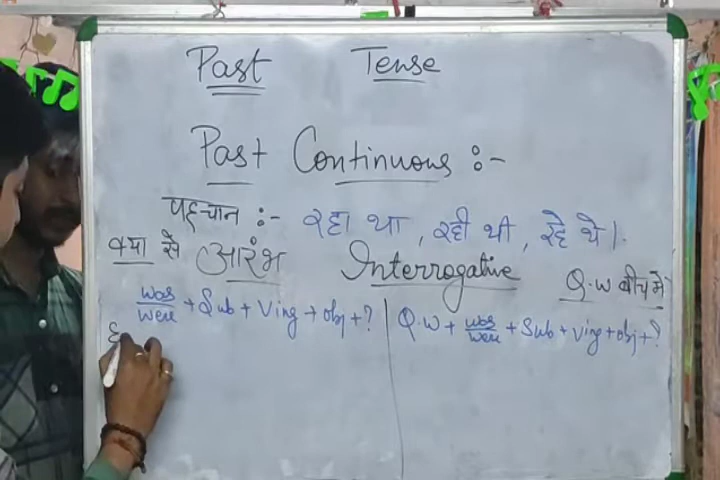 Past Tense
Past Continuous :-
पहचान :- रहा था , रही थी , रहे थे ।
क्या से आरंभ Interrogative Q.W बीच में
was/were + Sub + Ving + obj + ? | Q.W + was/were + Sub + Ving + obj + ?